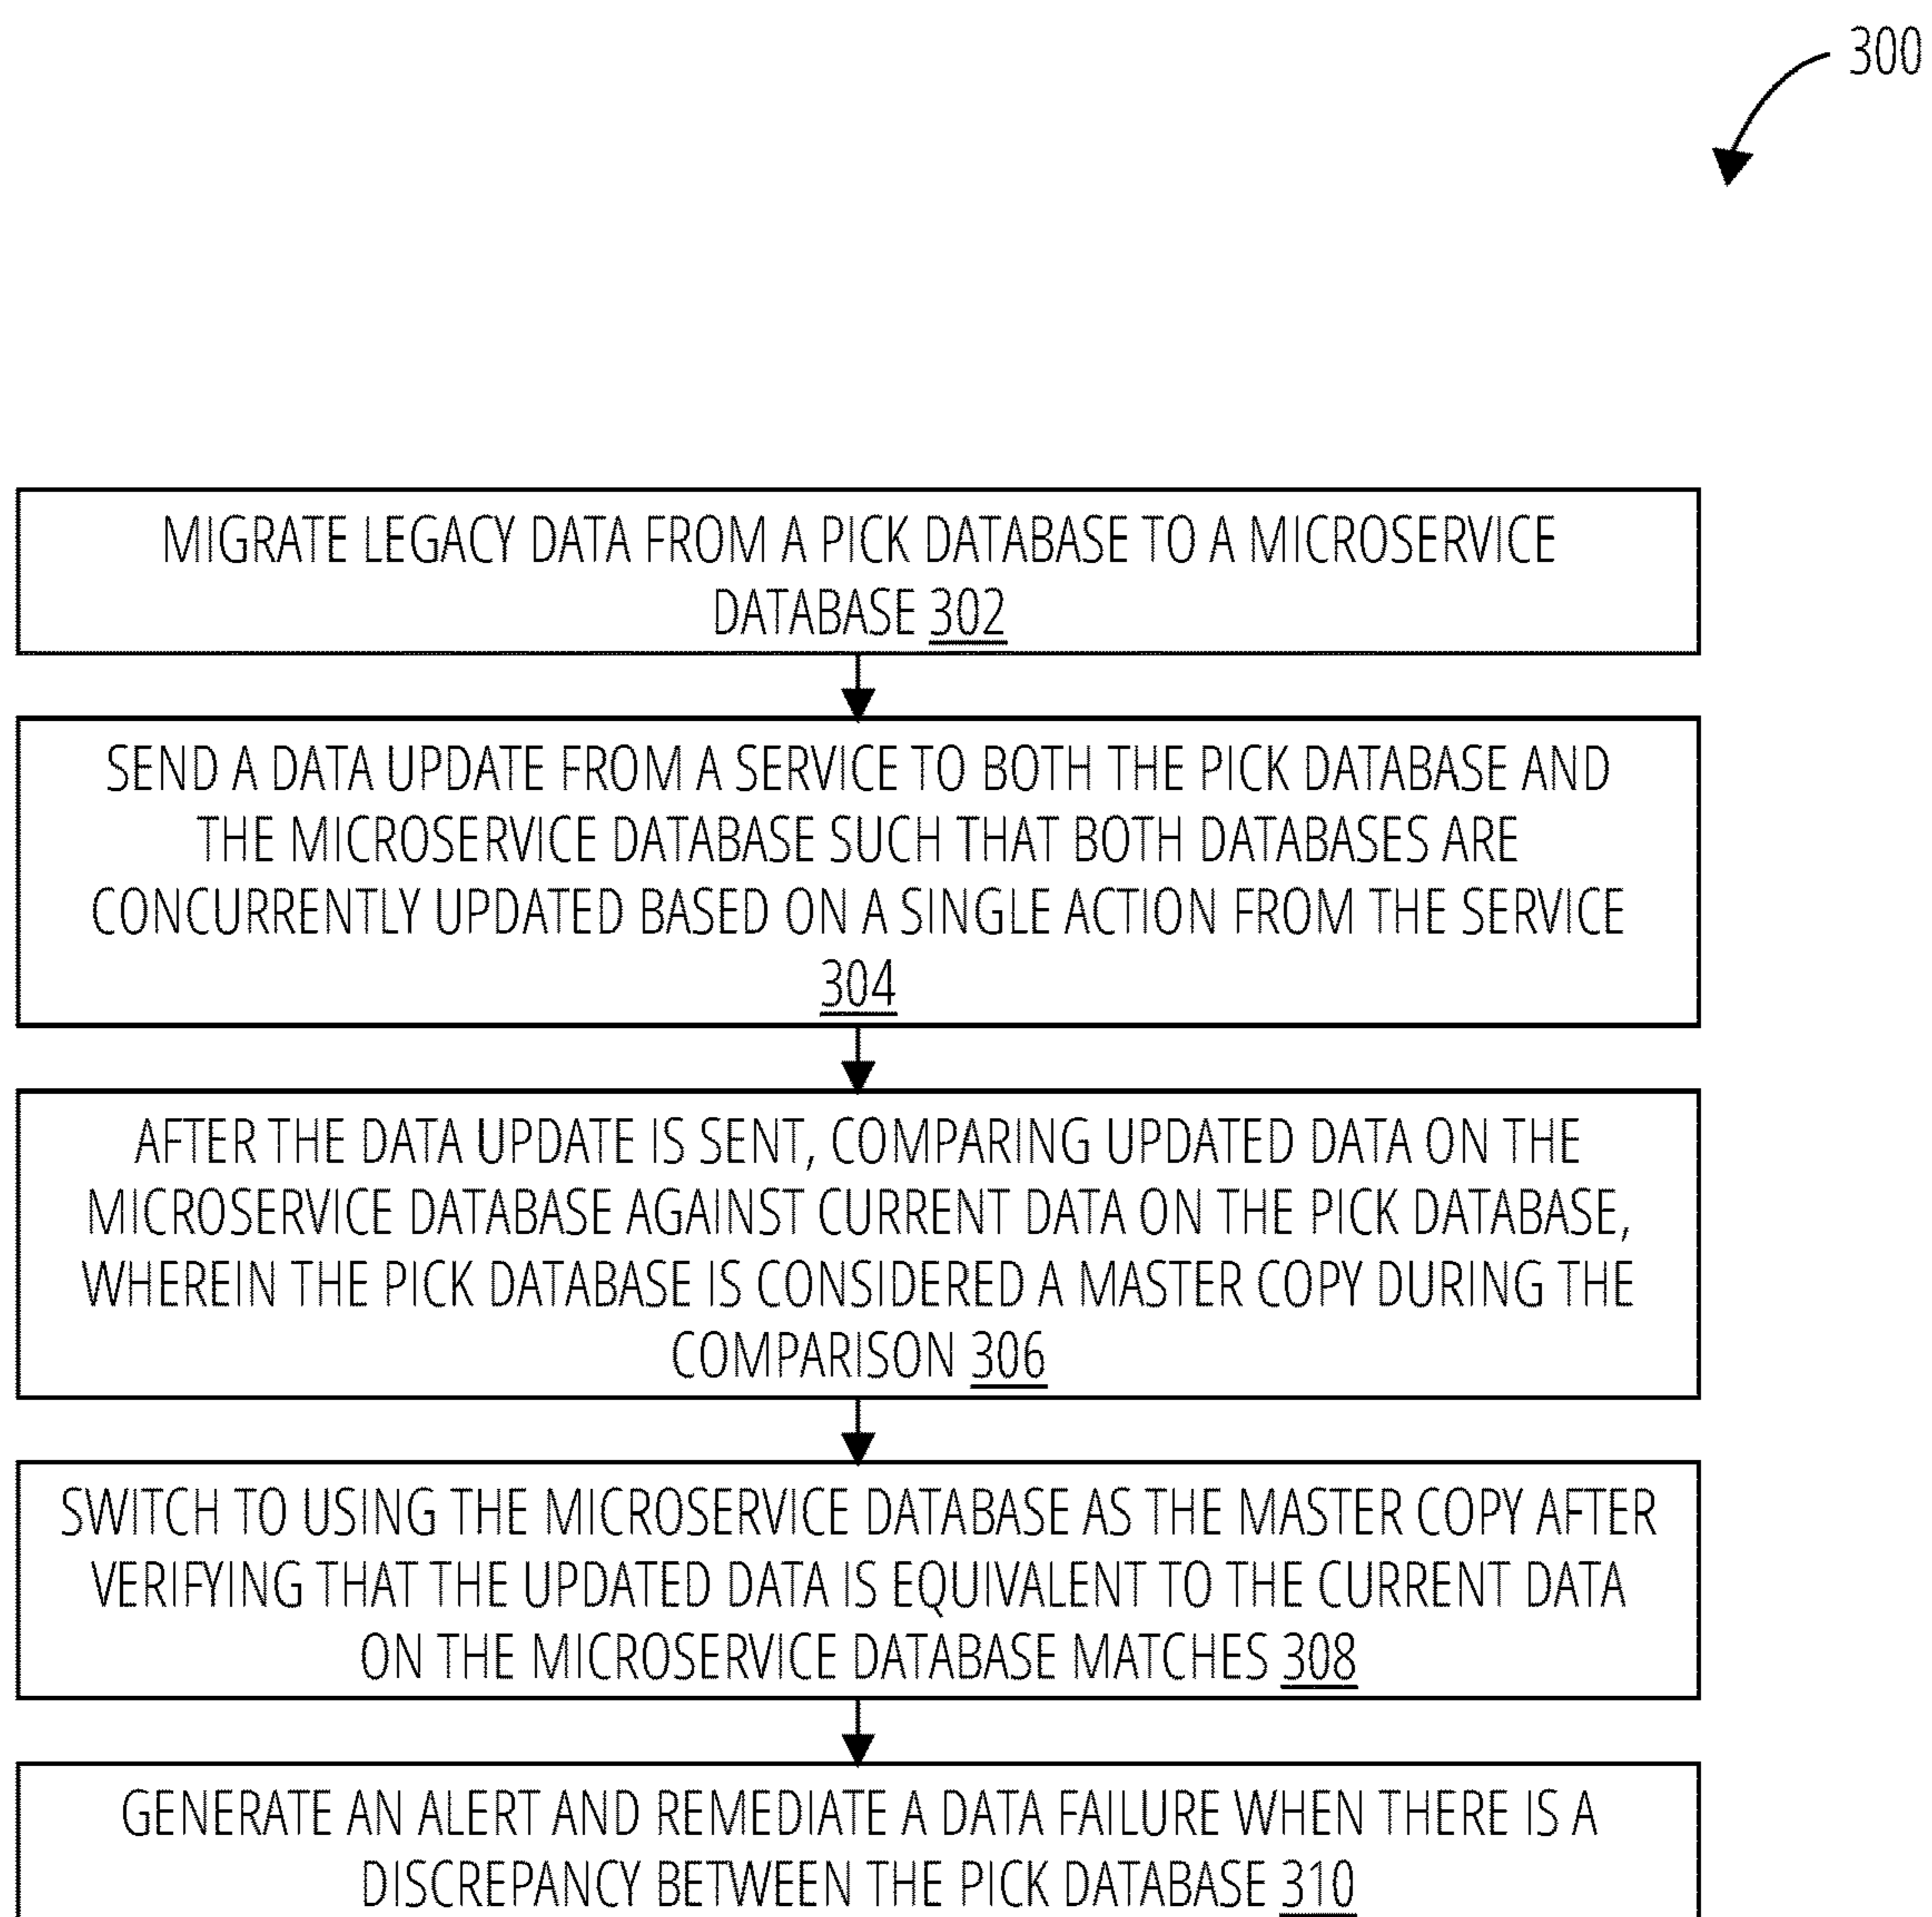 300
MIGRATE LEGACY DATA FROM A PICK DATABASE TO A MICROSERVICE
DATABASE 302
SEND A DATA UPDATE FROM A SERVICE TO BOTH THE PICK DATABASE AND
THE MICROSERVICE DATABASE SUCH THAT BOTH DATABASES ARE
CONCURRENTLY UPDATED BASED ON A SINGLE ACTION FROM THE SERVICE
304
AFTER THE DATA UPDATE IS SENT, COMPARING UPDATED DATA ON THE
MICROSERVICE DATABASE AGAINST CURRENT DATA ON THE PICK DATABASE,
WHEREIN THE PICK DATABASE IS CONSIDERED A MASTER COPY DURING THE
COMPARISON 306
SWITCH TO USING THE MICROSERVICE DATABASE AS THE MASTER COPY AFTER
VERIFYING THAT THE UPDATED DATA IS EQUIVALENT TO THE CURRENT DATA
ON THE MICROSERVICE DATABASE MATCHES 308
GENERATE AN ALERT AND REMEDIATE A DATA FAILURE WHEN THERE IS A
DISCREPANCY BETWEEN THE PICK DATABASE 310